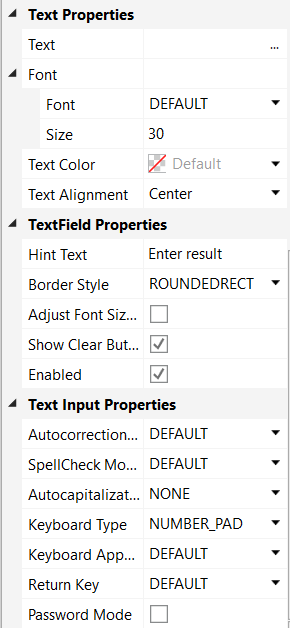 Text Properties
Text ...
Font
Font DEFAULT
Size 30
Text Color Default
Text Alignment Center
TextField Properties
Hint Text Enter result
Border Style ROUNDEDRECT
Adjust Font Siz...
Show Clear But...
Enabled
Text Input Properties
Autocorrection... DEFAULT
SpellCheck Mo... DEFAULT
Autocapitalizat... NONE
Keyboard Type NUMBER_PAD
Keyboard App... DEFAULT
Return Key DEFAULT
Password Mode